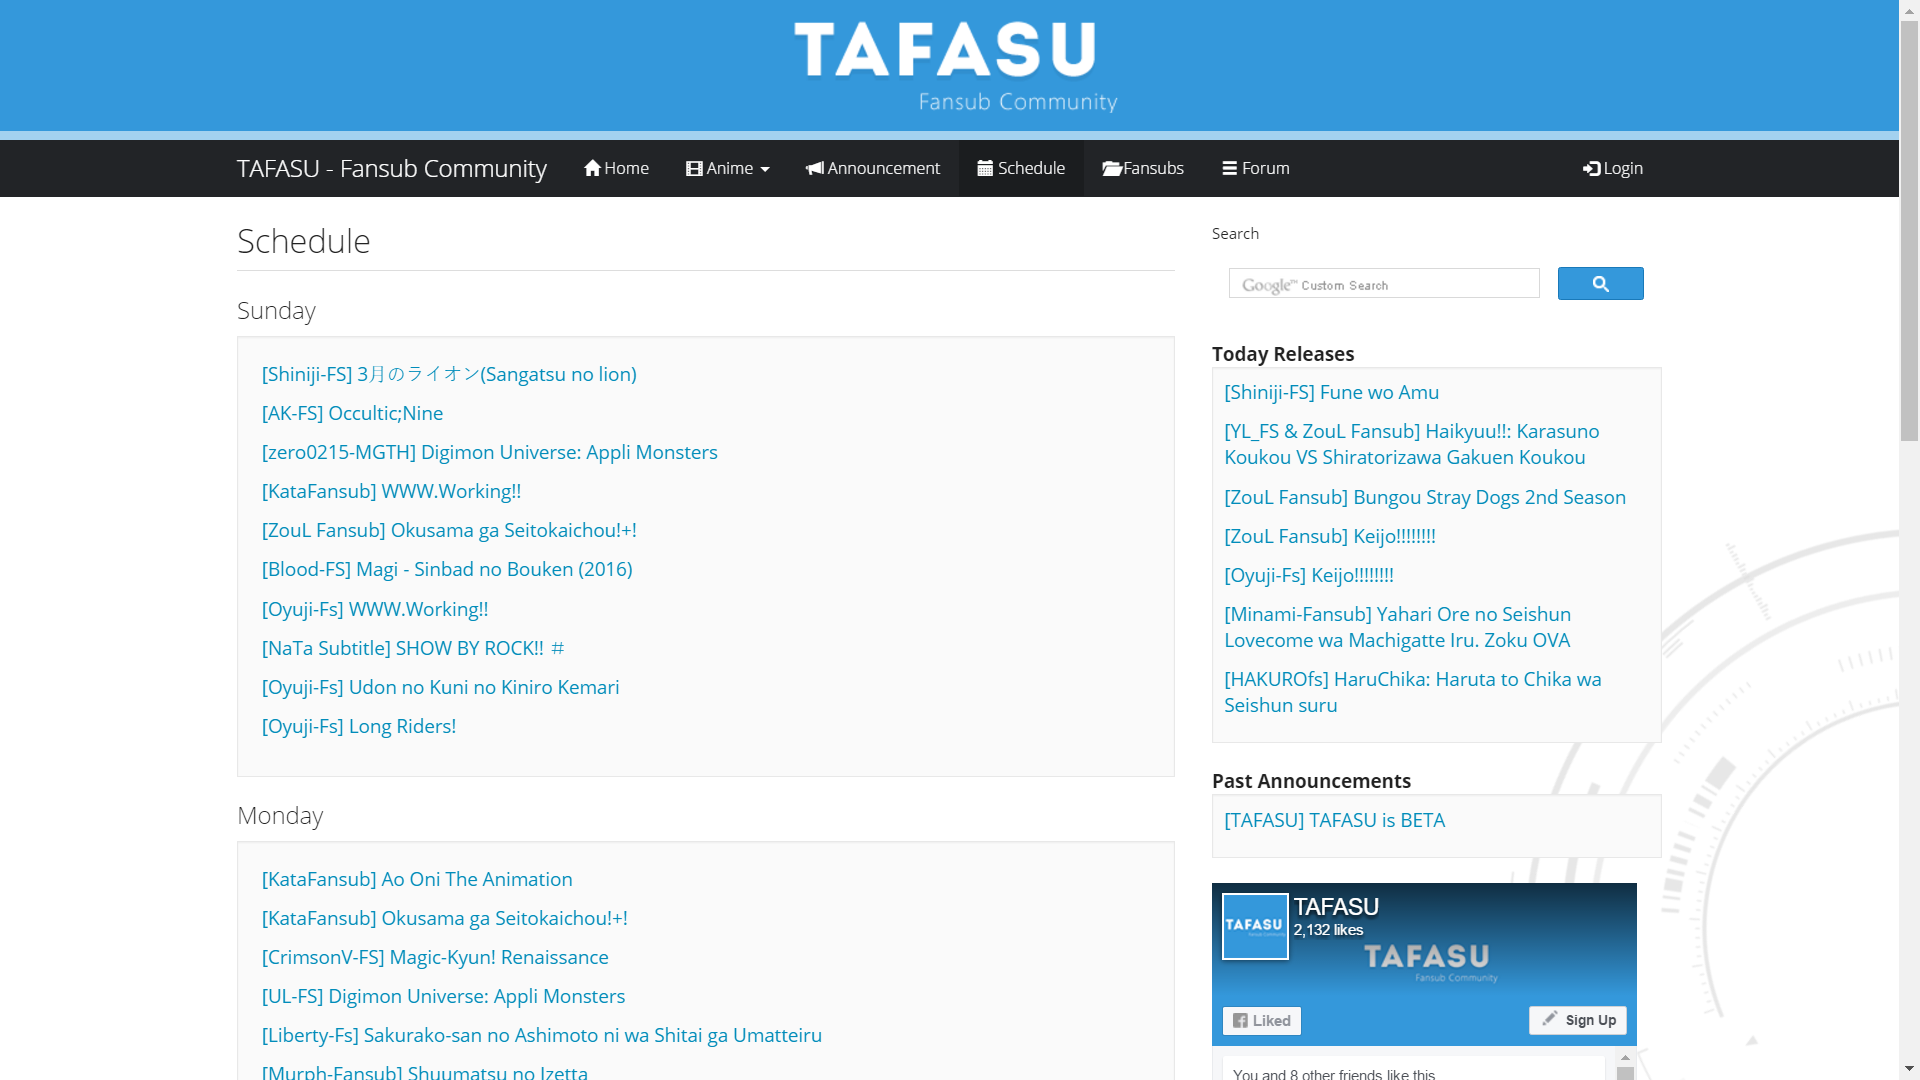 TAFASU
Fansub Community
TAFASU - Fansub Community
Home
Anime
Announcement
Schedule
Fansubs
Forum
Login
Schedule
Sunday
[Shiniji-FS] 3月のライオン(Sangatsu no lion)
[AK-FS] Occultic;Nine
[zero0215-MGTH] Digimon Universe: Appli Monsters
[KataFansub] WWW.Working!!
[ZouL Fansub] Okusama ga Seitokaichou!+!
[Blood-FS] Magi - Sinbad no Bouken (2016)
[Oyuji-Fs] WWW.Working!!
[NaTa Subtitle] SHOW BY ROCK!! ＃
[Oyuji-Fs] Udon no Kuni no Kiniro Kemari
[Oyuji-Fs] Long Riders!
Monday
[KataFansub] Ao Oni The Animation
[KataFansub] Okusama ga Seitokaichou!+!
[CrimsonV-FS] Magic-Kyun! Renaissance
[UL-FS] Digimon Universe: Appli Monsters
[Liberty-Fs] Sakurako-san no Ashimoto ni wa Shitai ga Umatteiru
[Murph-Fansub] Shuumatsu no Izetta
Search
Google™ Custom Search
Today Releases
[Shiniji-FS] Fune wo Amu
[YL_FS & ZouL Fansub] Haikyuu!!: Karasuno
Koukou VS Shiratorizawa Gakuen Koukou
[ZouL Fansub] Bungou Stray Dogs 2nd Season
[ZouL Fansub] Keijo!!!!!!!!
[Oyuji-Fs] Keijo!!!!!!!!
[Minami-Fansub] Yahari Ore no Seishun
Lovecome wa Machigatte Iru. Zoku OVA
[HAKUROfs] HaruChika: Haruta to Chika wa
Seishun suru
Past Announcements
[TAFASU] TAFASU is BETA
TAFASU
Fansub Community
TAFASU
2,132 likes
TAFASU
Fansub Community
Liked
Sign Up
You and 8 other friends like this